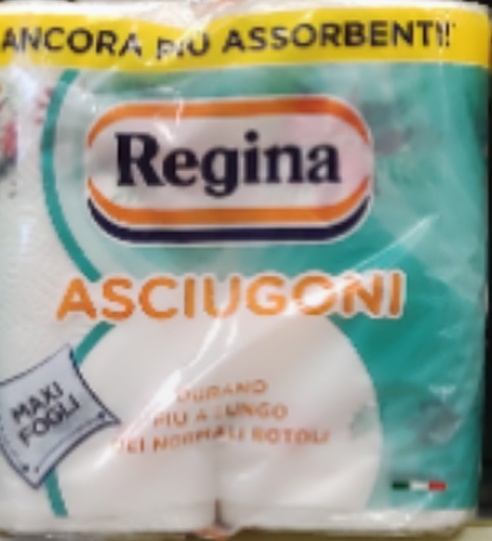 ANCORA PIÙ ASSORBENTI!
Regina
ASCIUGONI
MAXI
FOGLI
DURANO
PIÙ A LUNGO
DEI NORMALI ROTOLI